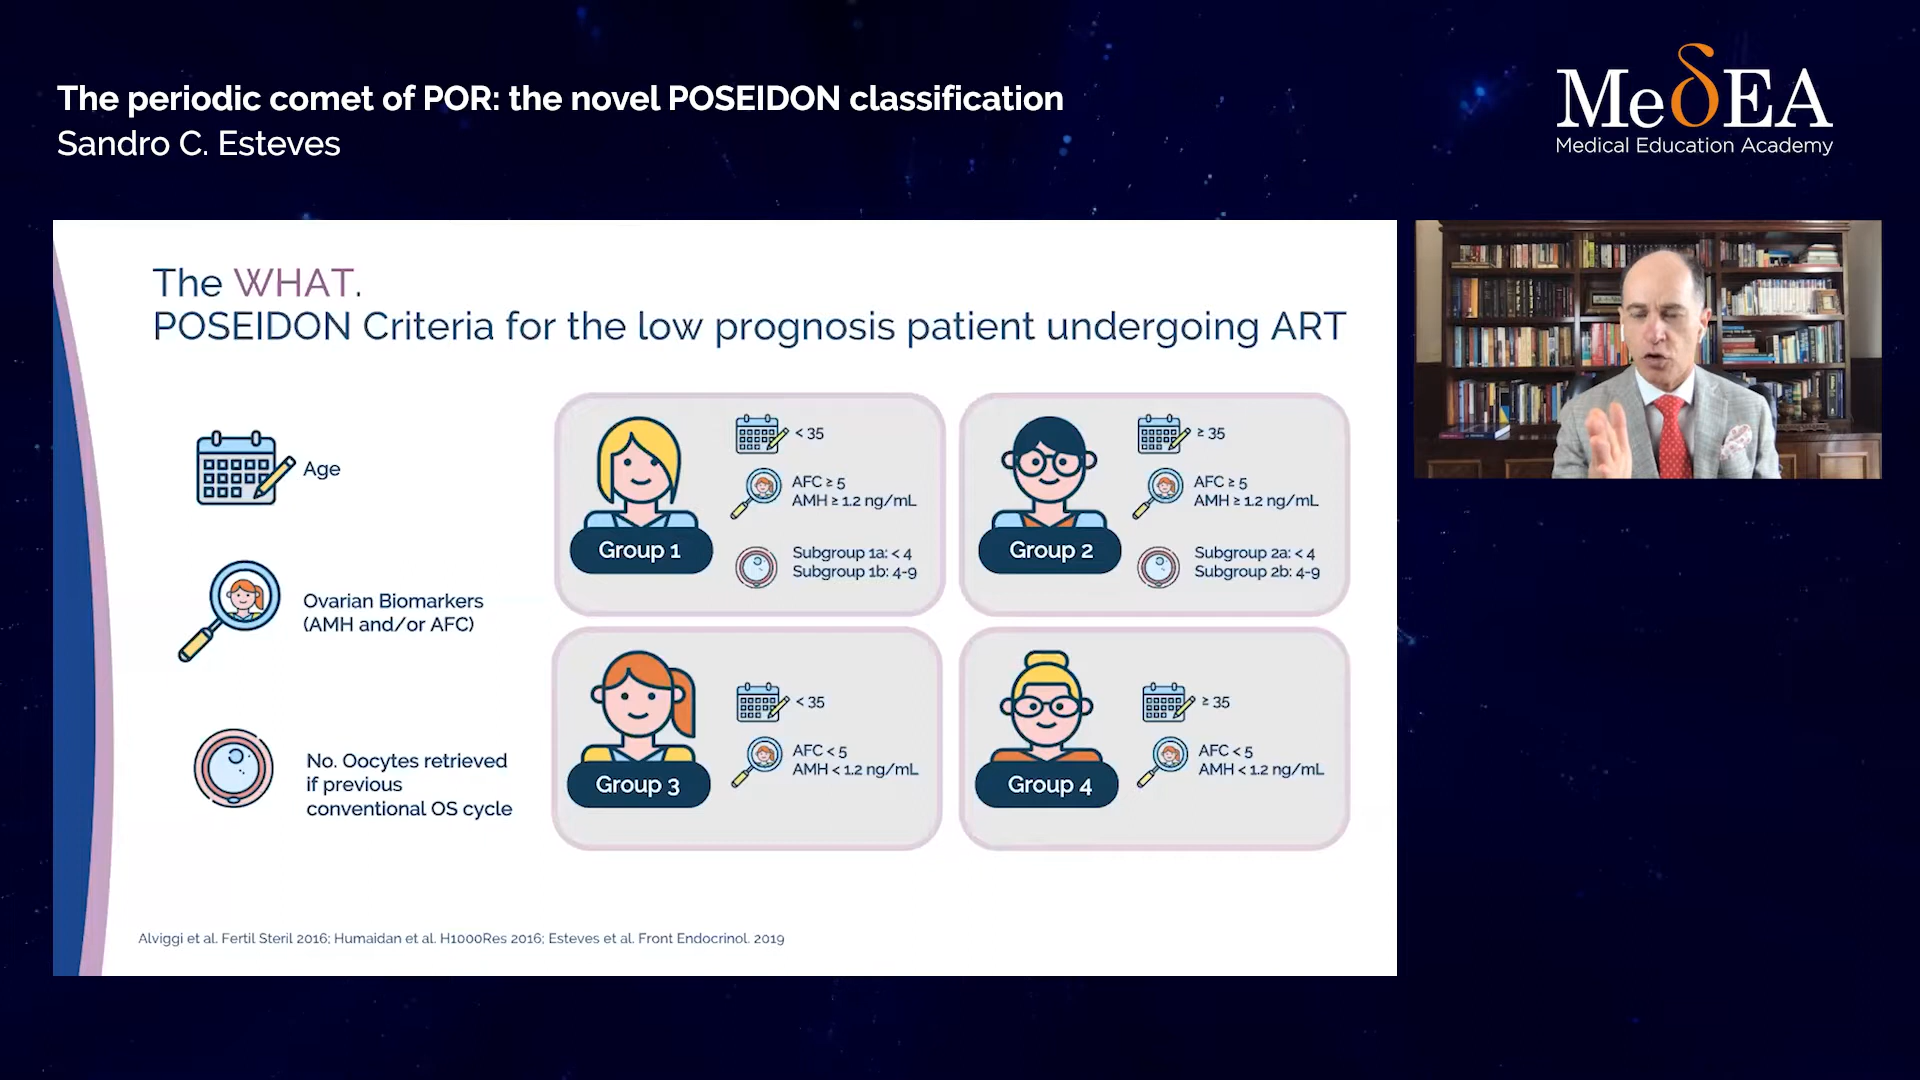 The periodic comet of POR: the novel POSEIDON classification
Sandro C. Esteves
MeδEA
Medical Education Academy
The WHAT.
POSEIDON Criteria for the low prognosis patient undergoing ART
Age
Ovarian Biomarkers
(AMH and/or AFC)
No. Oocytes retrieved
if previous
conventional OS cycle
< 35
AFC ≥ 5
AMH ≥ 1.2 ng/mL
Group 1
Subgroup 1a: < 4
Subgroup 1b: 4-9
≥ 35
AFC ≥ 5
AMH ≥ 1.2 ng/mL
Group 2
Subgroup 2a: < 4
Subgroup 2b: 4-9
< 35
AFC < 5
AMH < 1.2 ng/mL
Group 3
≥ 35
AFC < 5
AMH < 1.2 ng/mL
Group 4
Alviggi et al. Fertil Steril 2016; Humaidan et al. H1000Res 2016; Esteves et al. Front Endocrinol. 2019